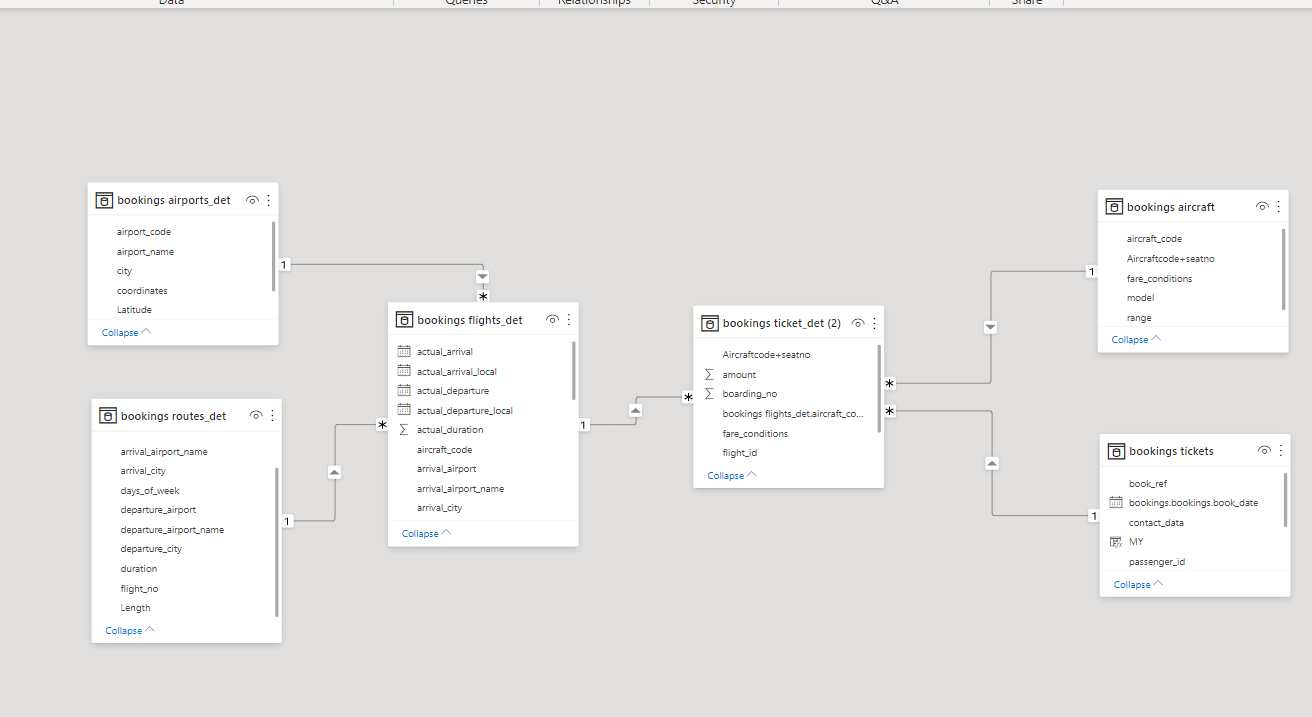 Data
Queries
Relationships
Security
Q&A
Share
bookings airports_det
airport_code
airport_name
city
coordinates
Latitude
Collapse
1
*
bookings routes_det
arrival_airport_name
arrival_city
days_of_week
departure_airport
departure_airport_name
departure_city
duration
flight_no
Length
Collapse
1
*
bookings flights_det
actual_arrival
actual_arrival_local
actual_departure
actual_departure_local
actual_duration
aircraft_code
arrival_airport
arrival_airport_name
arrival_city
Collapse
1
*
bookings ticket_det (2)
Aircraftcode+seatno
amount
boarding_no
bookings flights_det.aircraft_co...
fare_conditions
flight_id
Collapse
*
1
*
1
bookings aircraft
aircraft_code
Aircraftcode+seatno
fare_conditions
model
range
Collapse
bookings tickets
book_ref
bookings.bookings.book_date
contact_data
MY
passenger_id
Collapse